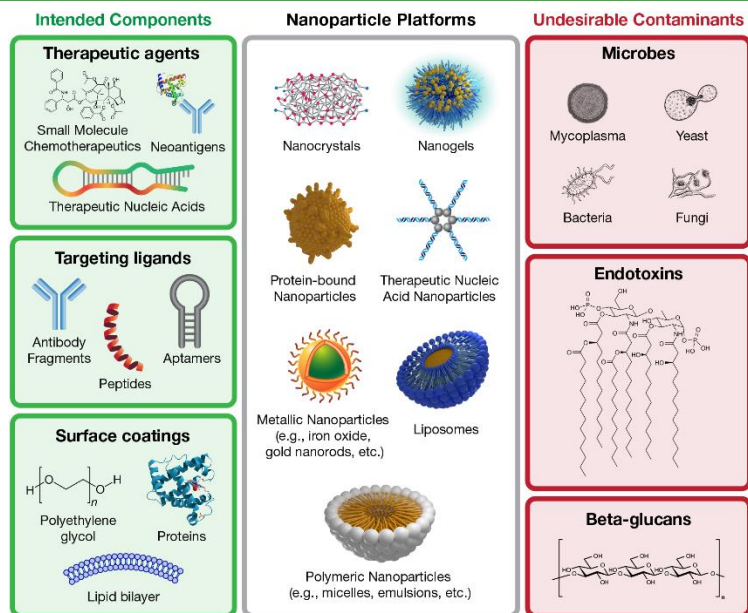 Intended Components
Nanoparticle Platforms
Undesirable Contaminants
Therapeutic agents
Small Molecule
Chemotherapeutics
Neoantigens
Therapeutic Nucleic Acids
Targeting ligands
Antibody
Fragments
Peptides
Aptamers
Surface coatings
Polyethylene
glycol
Proteins
Lipid bilayer
Nanocrystals
Nanogels
Protein-bound
Nanoparticles
Therapeutic Nucleic
Acid Nanoparticles
Metallic Nanoparticles
(e.g., iron oxide,
gold nanorods, etc.)
Liposomes
Polymeric Nanoparticles
(e.g., micelles, emulsions, etc.)
Microbes
Mycoplasma
Yeast
Bacteria
Fungi
Endotoxins
Beta-glucans